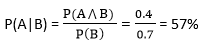 P(A|B) = P(A∧B)/P(B) = 0.4/0.7 = 57%